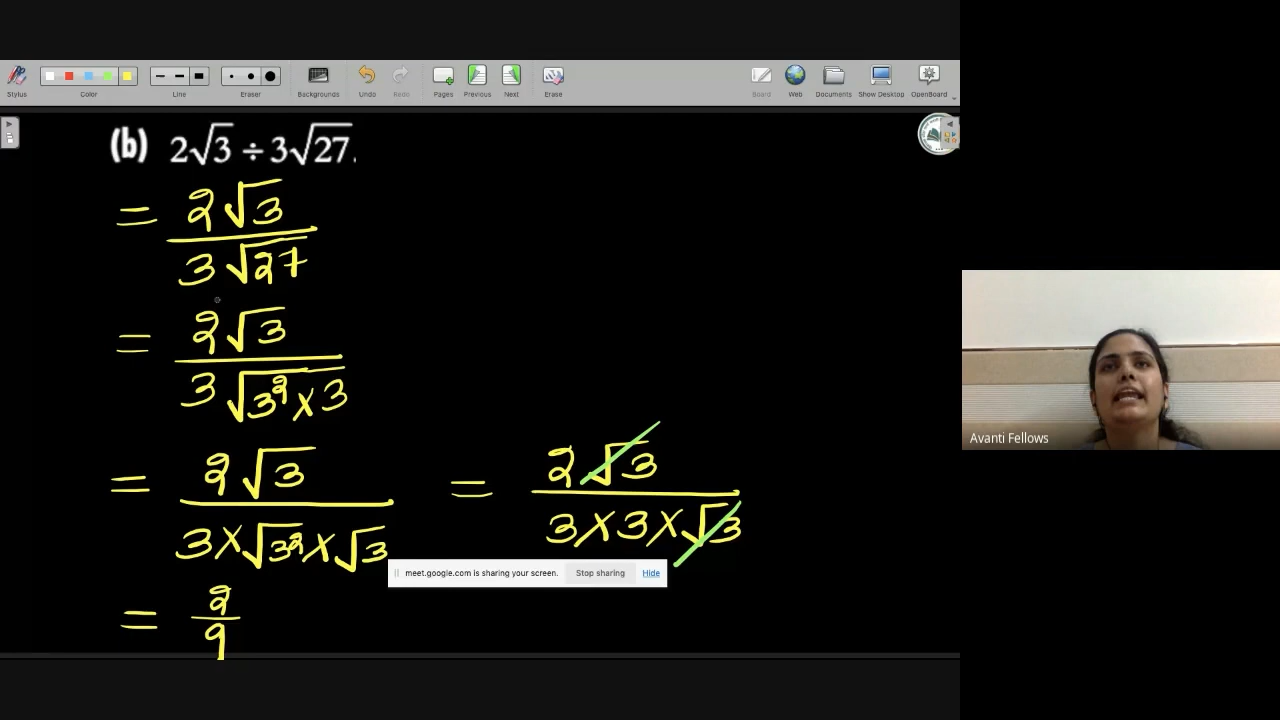 Stylus Color Line Eraser Backgrounds Undo Redo Pages Previous Next Erase Board Web Documents Show Desktop OpenBoard
(b) 2√3 ÷ 3√27.
= 2√3 / 3√27
= 2√3 / 3√(3² × 3)
= 2√3 / 3×√3²×√3 = 2√3 / 3×3×√3
= 2/9
meet.google.com is sharing your screen. Stop sharing Hide
Avanti Fellows